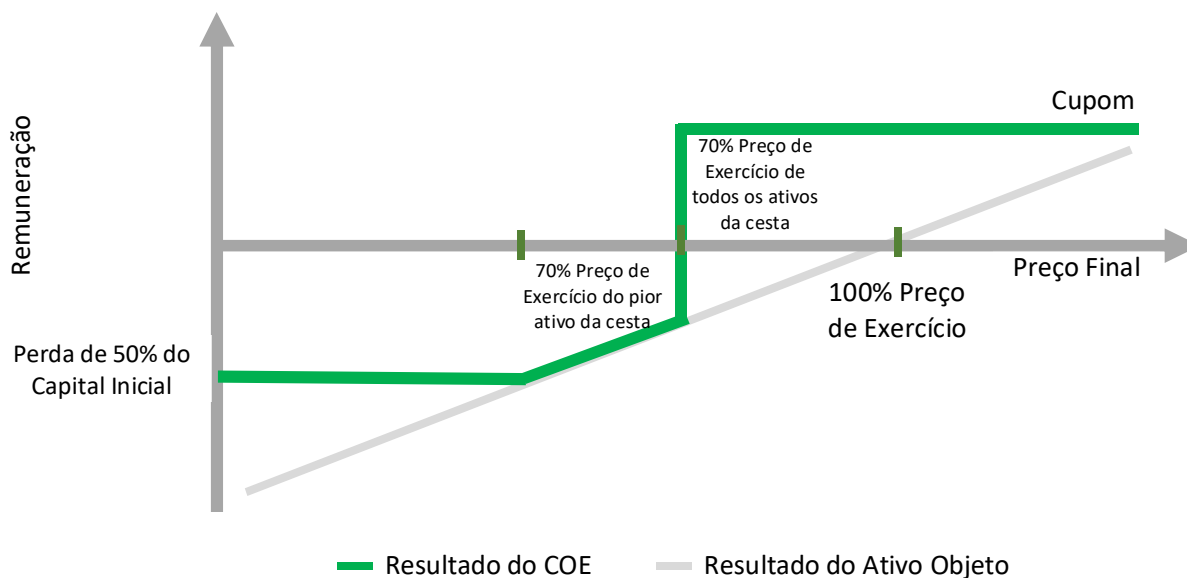 Remuneração
Cupom
70% Preço de
Exercício de
todos os ativos
da cesta
70% Preço de
Exercício do pior
ativo da cesta
Preço Final
100% Preço
de Exercício
Perda de 50% do
Capital Inicial
Resultado do COE
Resultado do Ativo Objeto